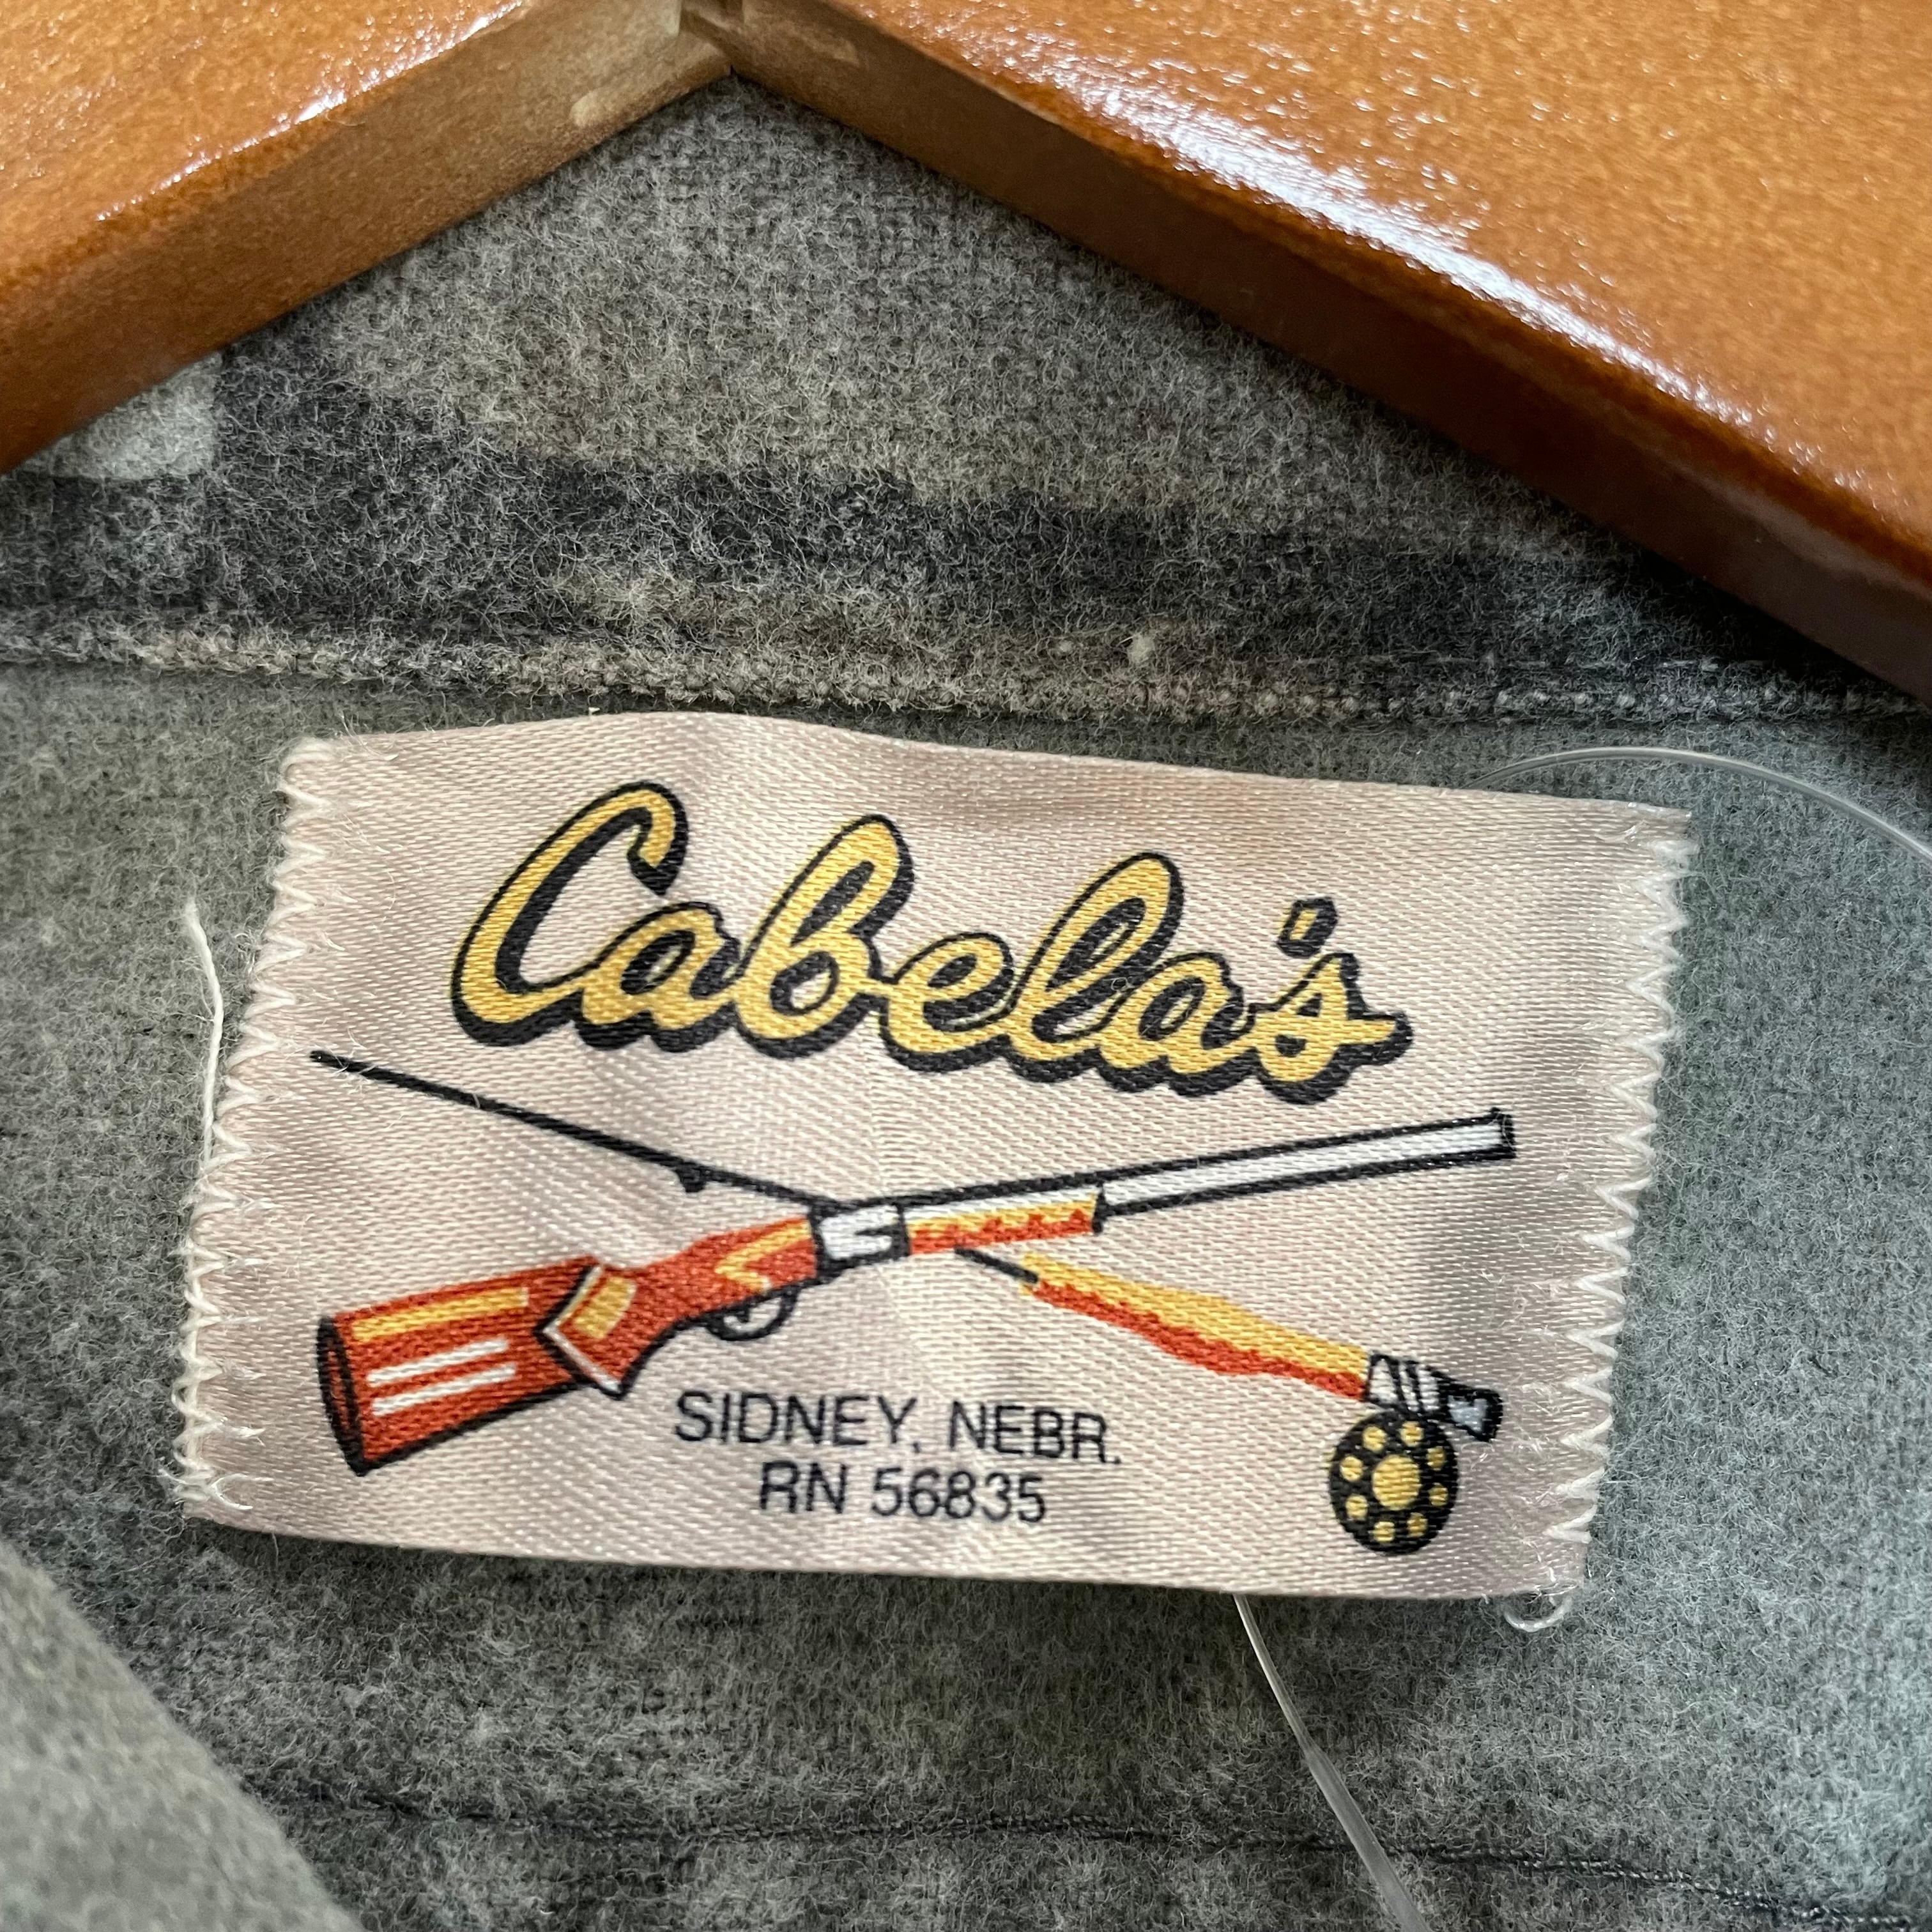 Cabela's
SIDNEY, NEBR.
RN 56835